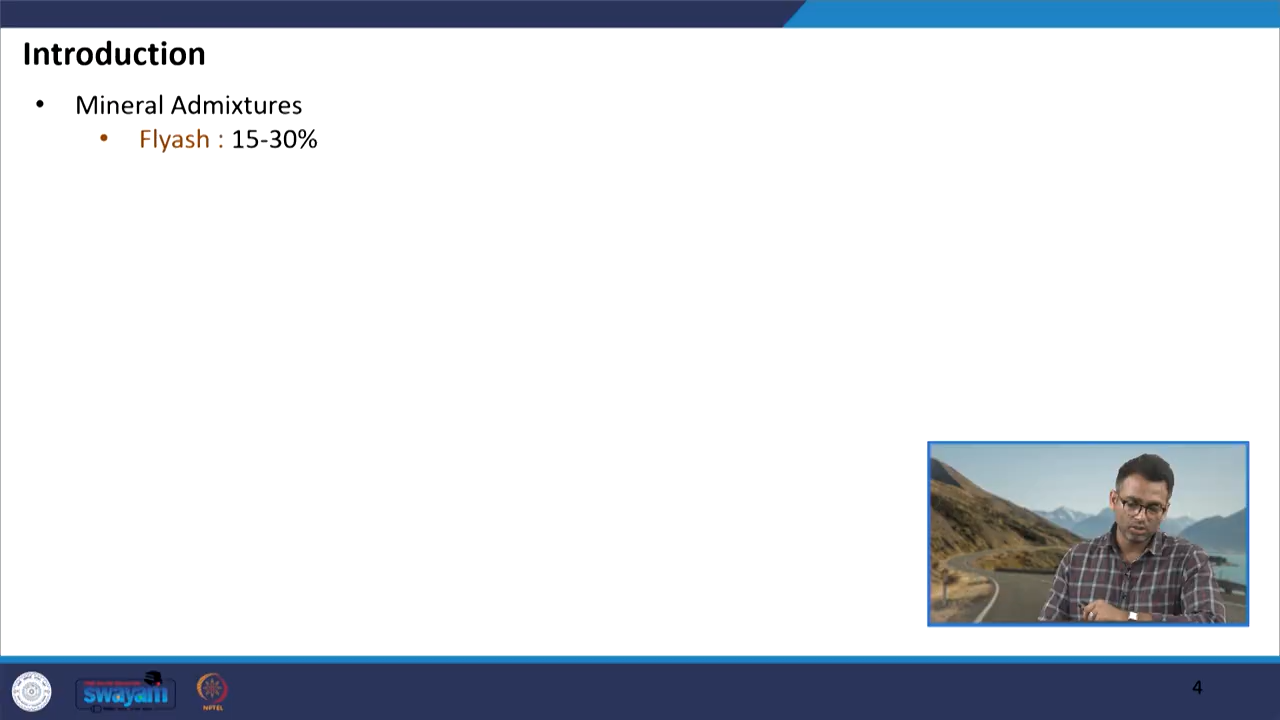 Introduction
• Mineral Admixtures
• Flyash : 15-30%
swayam
NPTEL
4